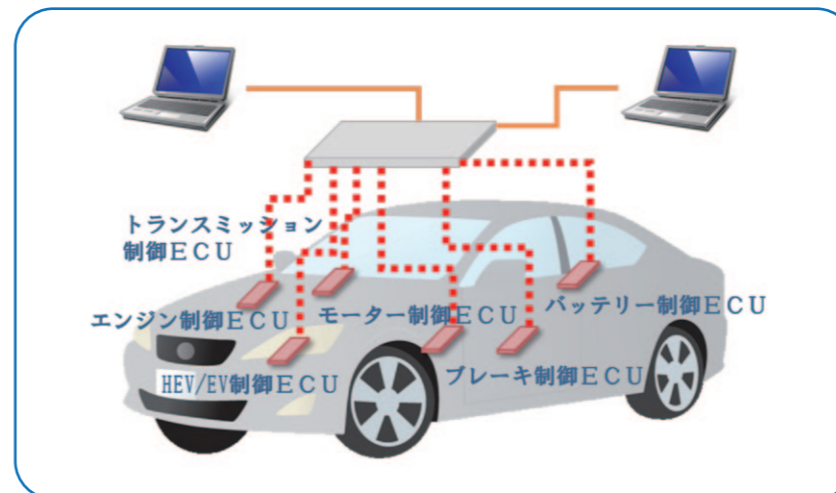 トランスミッション
制御ＥＣＵ
エンジン制御ＥＣＵ
モーター制御ＥＣＵ
バッテリー制御ＥＣＵ
HEV/EV制御ＥＣＵ
ブレーキ制御ＥＣＵ